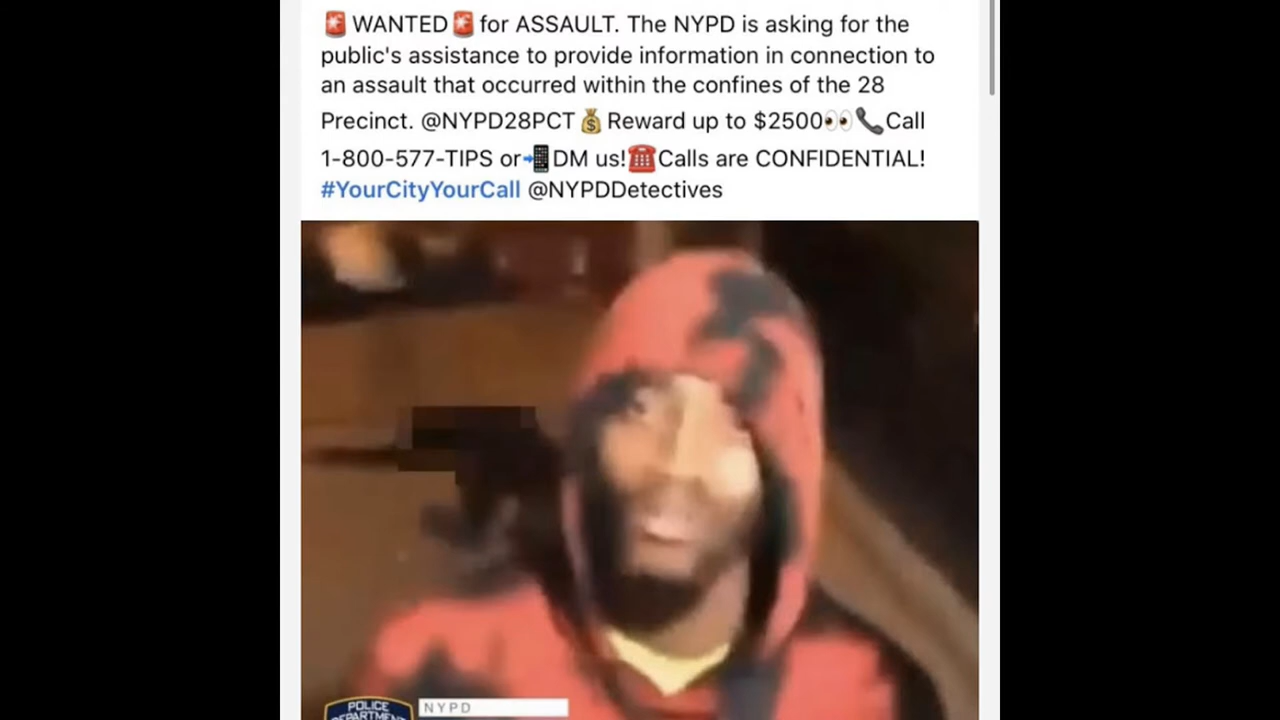 🚨 WANTED🚨 for ASSAULT. The NYPD is asking for the
public's assistance to provide information in connection to
an assault that occurred within the confines of the 28
Precinct. @NYPD28PCT💰Reward up to $2500👀📞Call
1-800-577-TIPS or📲DM us!☎️Calls are CONFIDENTIAL!
#YourCityYourCall @NYPDDetectives
POLICE
DEPARTMENT
NYPD